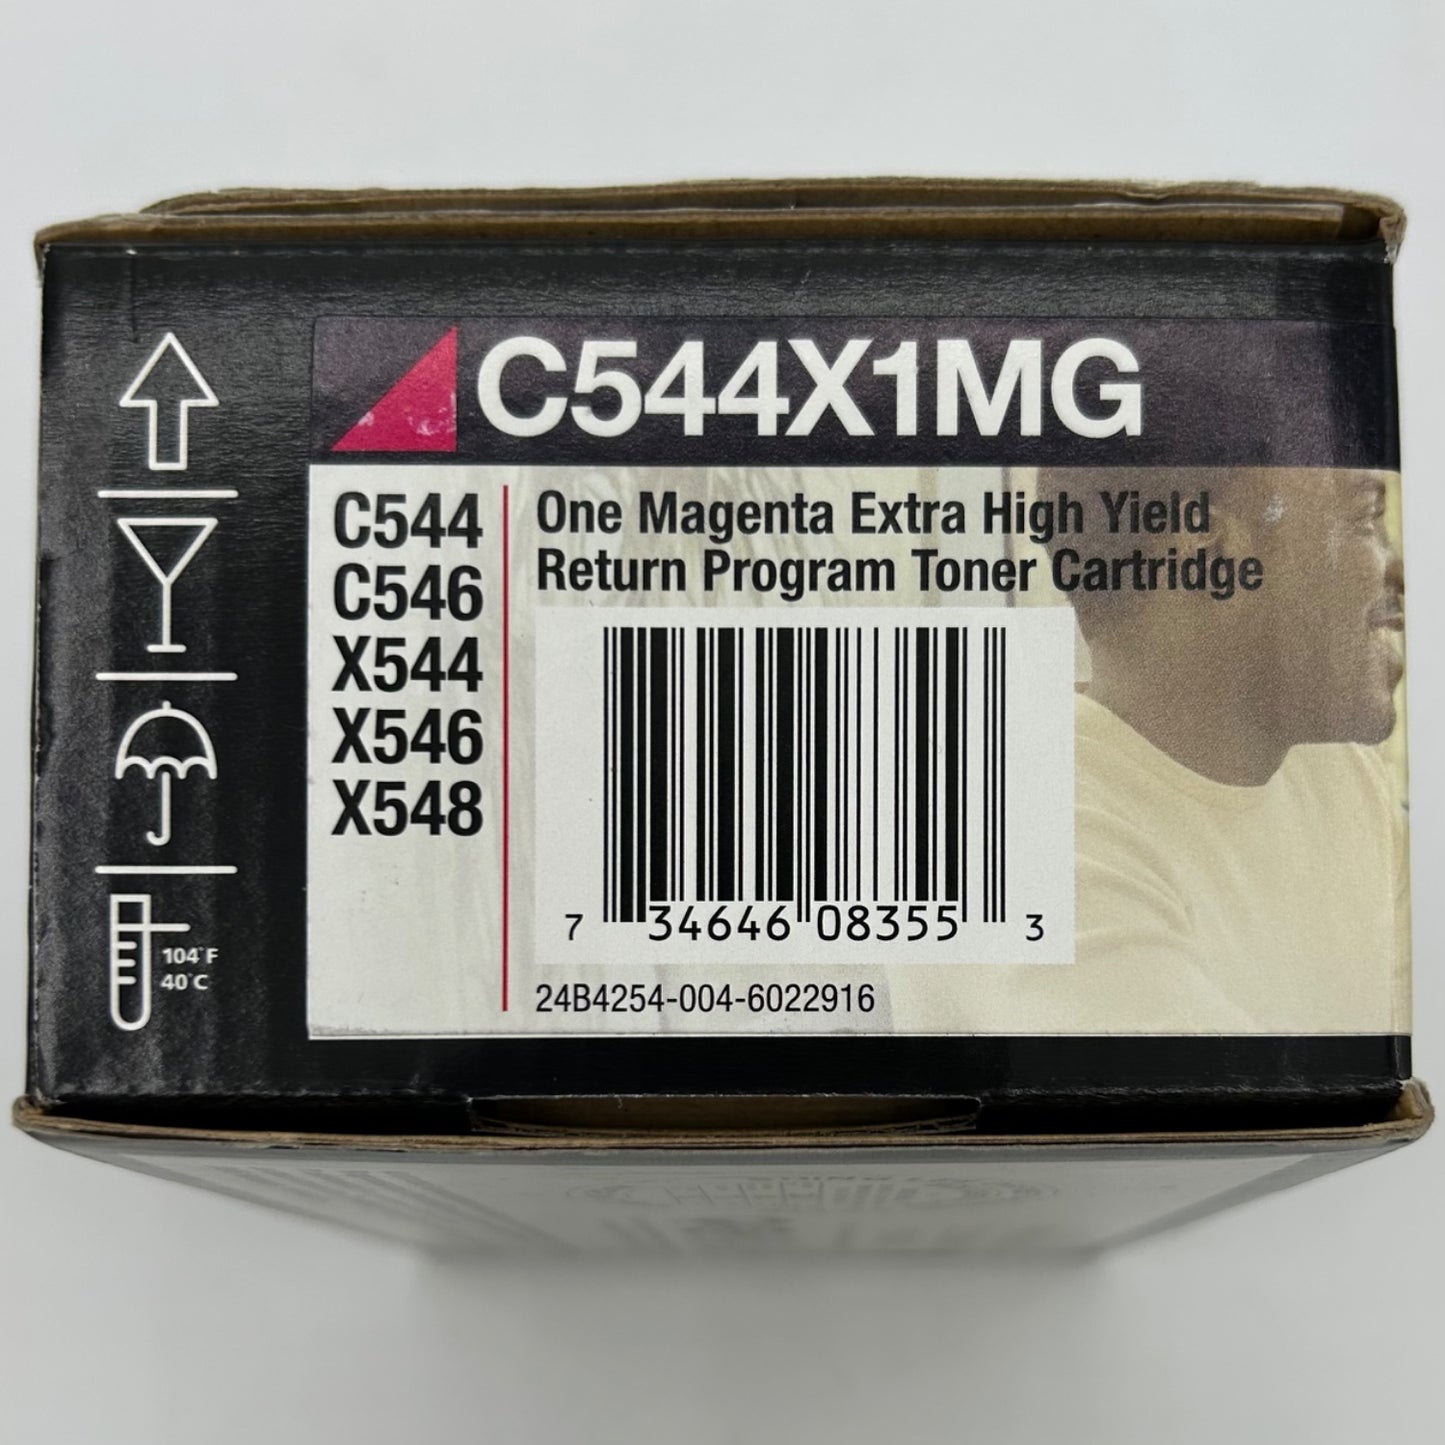 C544X1MG
C544
C546
X544
X546
X548
One Magenta Extra High Yield
Return Program Toner Cartridge
7 34646 08355 3
24B4254-004-6022916
104°F
40°C